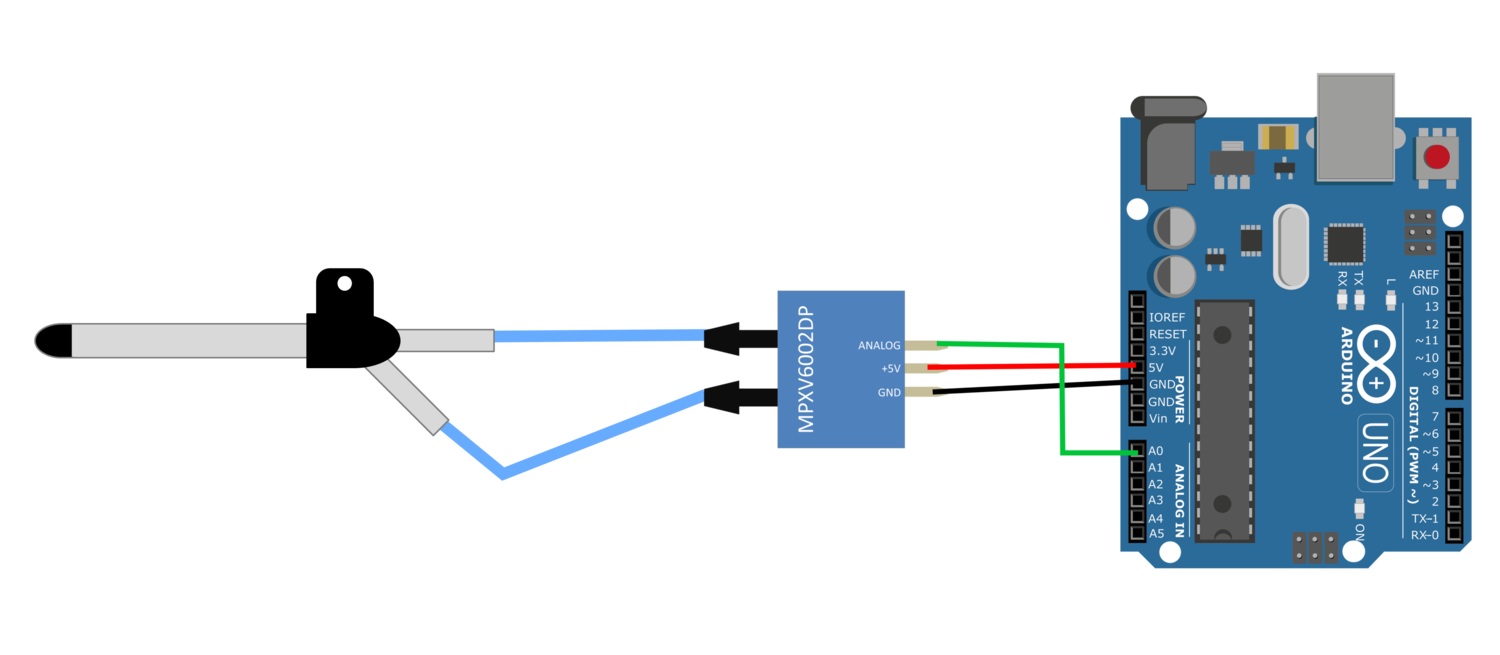 MPXV6002DP
ANALOG
+5V
GND
IOREF
RESET
3.3V
5V
GND
GND
Vin
POWER
A0
A1
A2
A3
A4
A5
ANALOG IN
RX
TX
L
ARDUINO
-
+
UNO
ON
AREF
GND
13
12
~11
~10
~9
8
7
~6
~5
4
~3
2
TX-1
RX-0
DIGITAL (PWM ~)